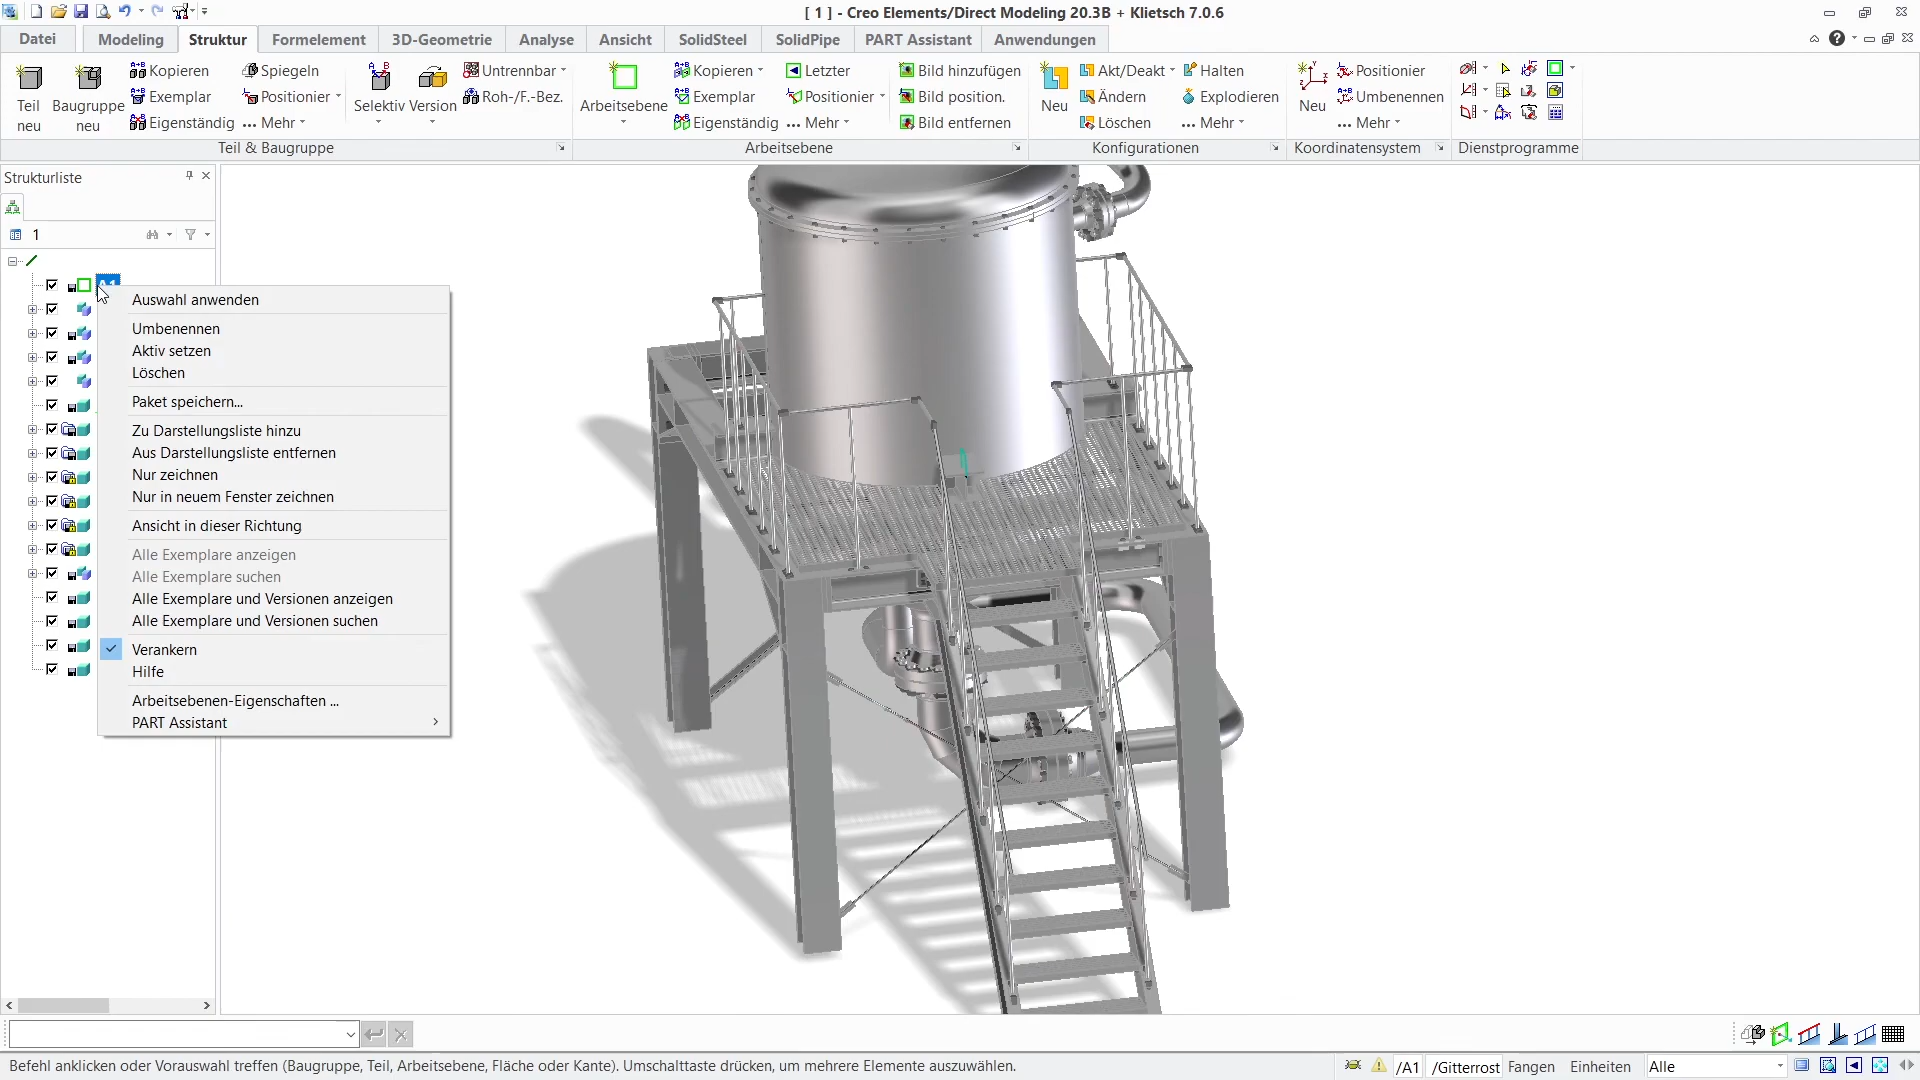 [ 1 ] - Creo Elements/Direct Modeling 20.3B + Klietsch 7.0.6
Datei Modeling Struktur Formelement 3D-Geometrie Analyse Ansicht SolidSteel SolidPipe PART Assistant Anwendungen
Teil neu
Baugruppe neu
Kopieren
Exemplar
Eigenständig
Spiegeln
Positionier
... Mehr
Selektiv
Version
Untrennbar
Roh-/F.-Bez.
Teil & Baugruppe
Arbeitsebene
Kopieren
Exemplar
Eigenständig
Letzter
Positionier
... Mehr
Bild hinzufügen
Bild position.
Bild entfernen
Arbeitsebene
Neu
Akt/Deakt
Ändern
Löschen
Halten
Explodieren
... Mehr
Konfigurationen
Neu
Positionier
Umbenennen
... Mehr
Koordinatensystem
Dienstprogramme
Strukturliste
1
Auswahl anwenden
Umbenennen
Aktiv setzen
Löschen
Paket speichern...
Zu Darstellungsliste hinzu
Aus Darstellungsliste entfernen
Nur zeichnen
Nur in neuem Fenster zeichnen
Ansicht in dieser Richtung
Alle Exemplare anzeigen
Alle Exemplare suchen
Alle Exemplare und Versionen anzeigen
Alle Exemplare und Versionen suchen
Verankern
Hilfe
Arbeitsebenen-Eigenschaften ...
PART Assistant
Befehl anklicken oder Vorauswahl treffen (Baugruppe, Teil, Arbeitsebene, Fläche oder Kante). Umschalttaste drücken, um mehrere Elemente auszuwählen.
/A1 /Gitterrost Fangen Einheiten Alle